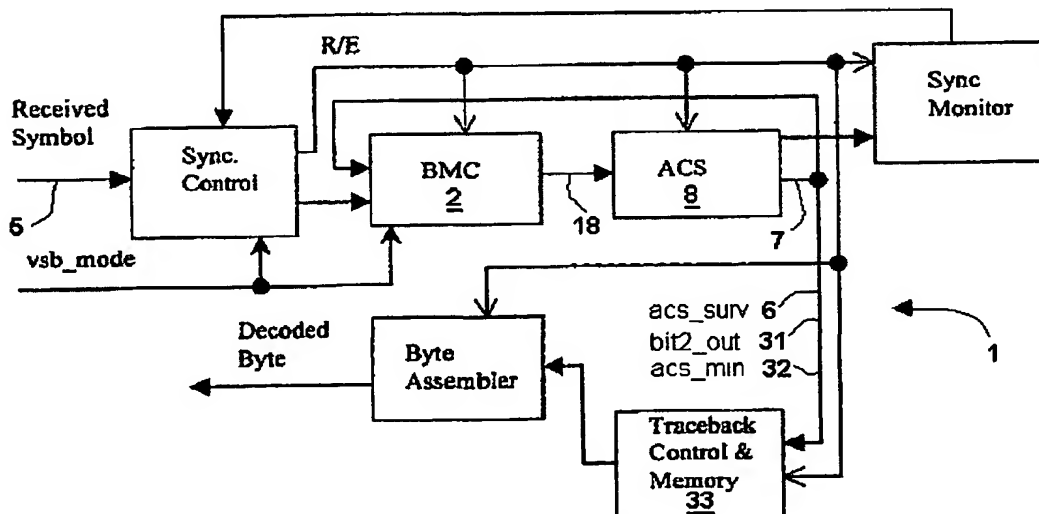 R/E
Sync
Monitor
Received
Symbol
Sync.
Control
BMC
2
ACS
8
5
18
7
vsb_mode
acs_surv 6
bit2_out 31
acs_min 32
1
Decoded
Byte
Byte
Assembler
Traceback
Control &
Memory
33